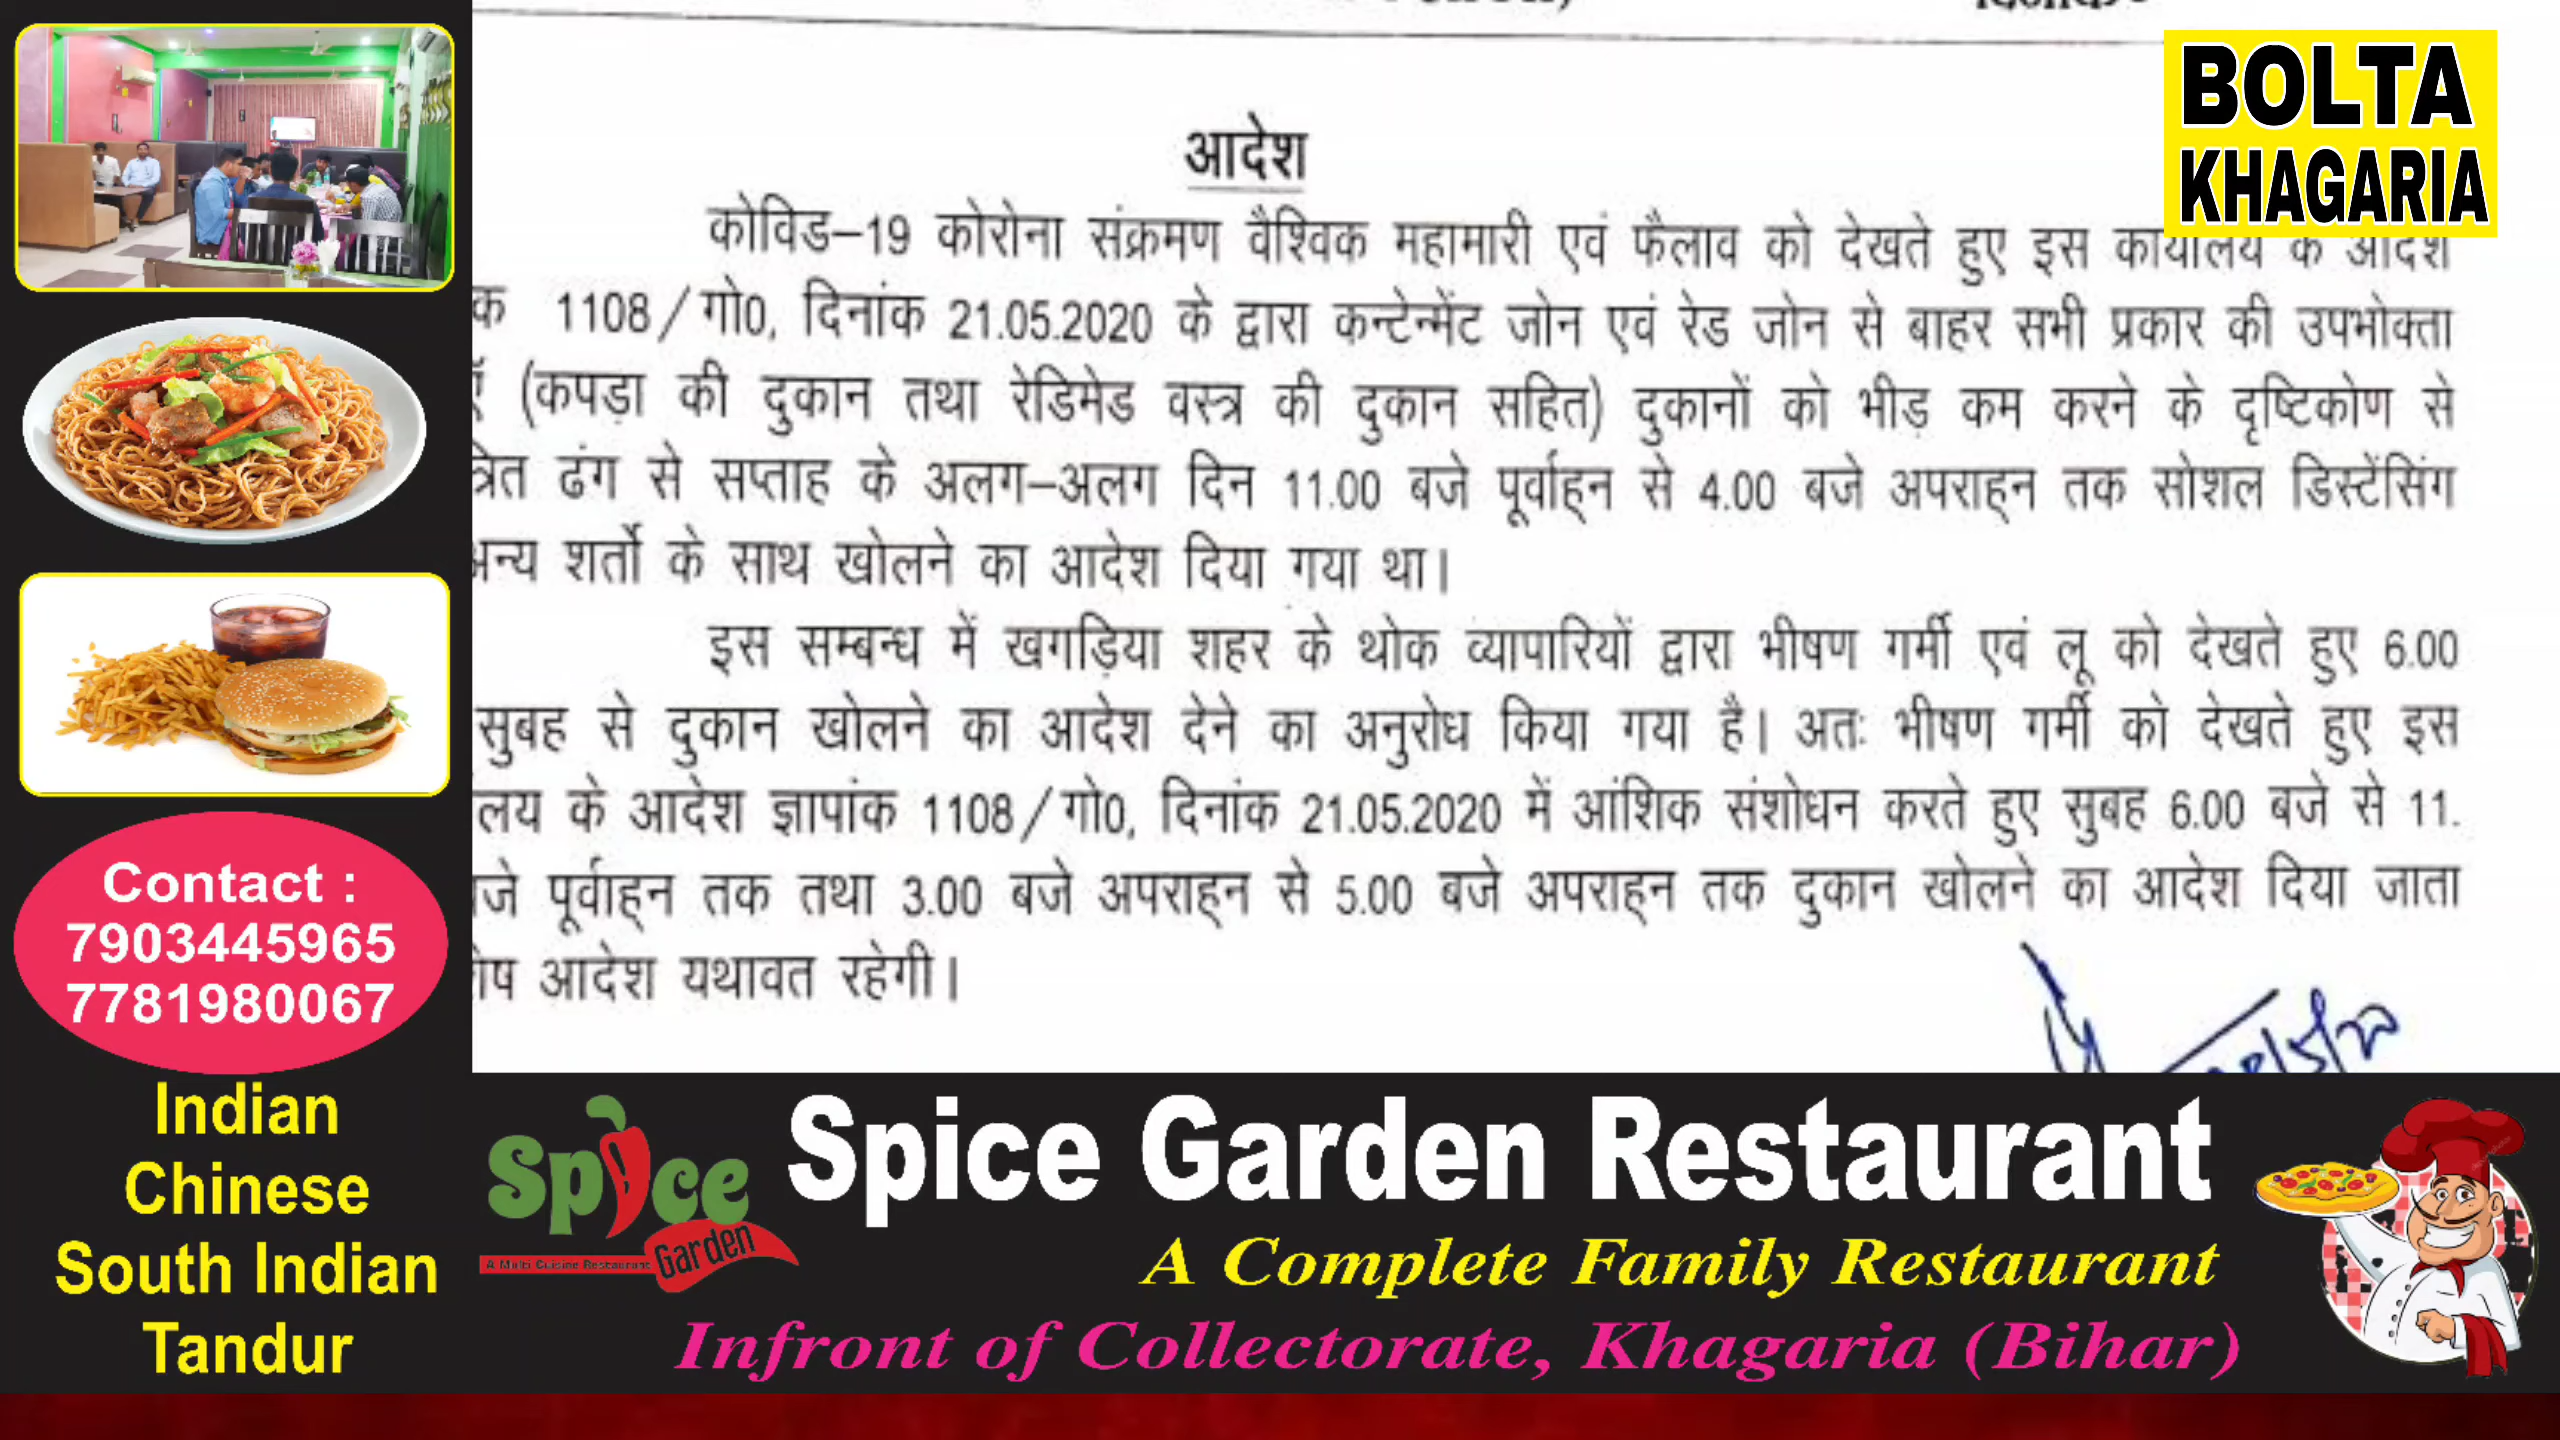 BOLTA
KHAGARIA
आदेश
कोविड–19 कोरोना संक्रमण वैश्विक महामारी एवं फैलाव को देखते हुए इस कार्यालय के आदेश
क 1108/गो0, दिनांक 21.05.2020 के द्वारा कन्टेन्मेंट जोन एवं रेड जोन से बाहर सभी प्रकार की उपभोक्ता
(कपड़ा की दुकान तथा रेडिमेड वस्त्र की दुकान सहित) दुकानों को भीड़ कम करने के दृष्टिकोण से
त्रित ढंग से सप्ताह के अलग–अलग दिन 11.00 बजे पूर्वाह्न से 4.00 बजे अपराह्न तक सोशल डिस्टेंसिंग
अन्य शर्तो के साथ खोलने का आदेश दिया गया था।
इस सम्बन्ध में खगड़िया शहर के थोक व्यापारियों द्वारा भीषण गर्मी एवं लू को देखते हुए 6.00
सुबह से दुकान खोलने का आदेश देने का अनुरोध किया गया है। अतः भीषण गर्मी को देखते हुए इस
लय के आदेश ज्ञापांक 1108/गो0, दिनांक 21.05.2020 में आंशिक संशोधन करते हुए सुबह 6.00 बजे से 11.
जे पूर्वाह्न तक तथा 3.00 बजे अपराह्न से 5.00 बजे अपराह्न तक दुकान खोलने का आदेश दिया जाता
ष आदेश यथावत रहेगी।
Contact :
7903445965
7781980067
Indian
Chinese
South Indian
Tandur
Spice
Garden
A Multi Cuisine Restaurant
Spice Garden Restaurant
A Complete Family Restaurant
Infront of Collectorate, Khagaria (Bihar)